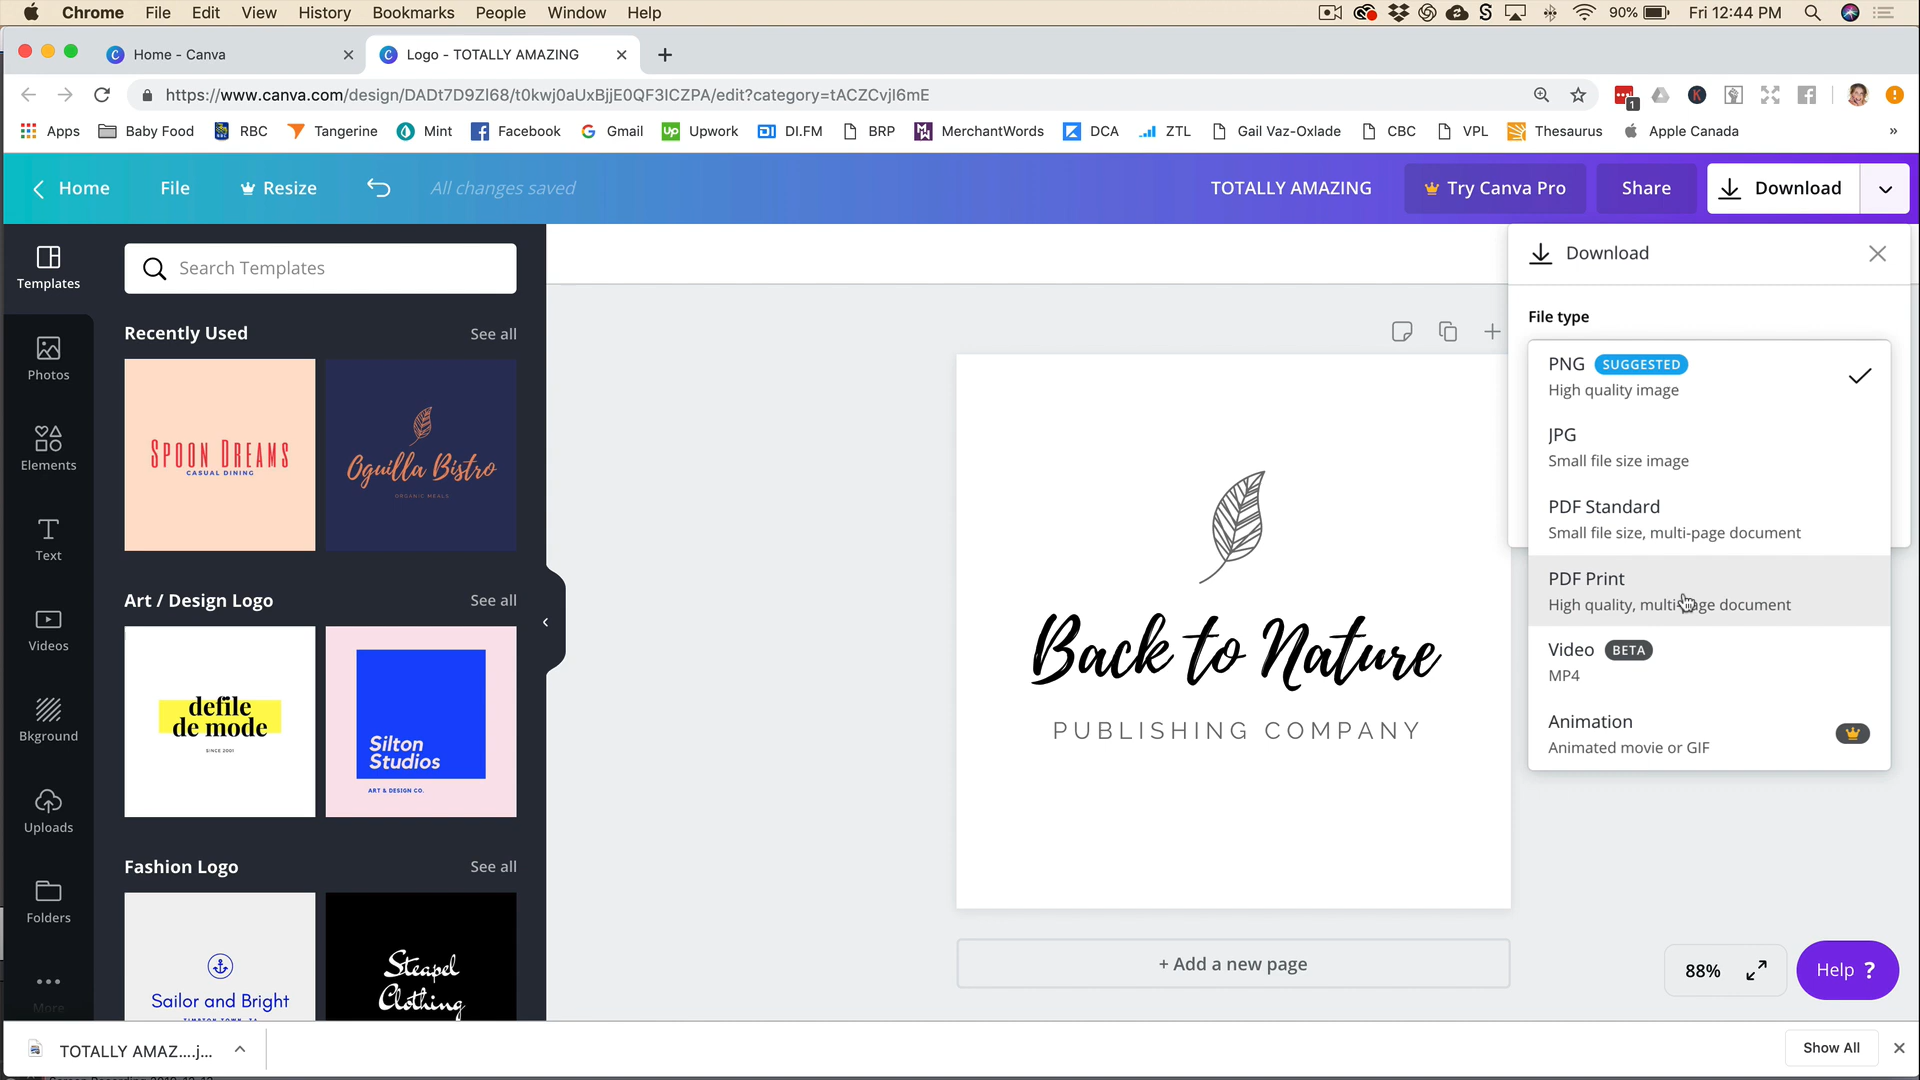 Chrome File Edit View History Bookmarks People Window Help 90% Fri 12:44 PM
Home - Canva Logo - TOTALLY AMAZING
https://www.canva.com/design/DADt7D9ZI68/t0kwj0aUxBjjE0QF3ICZPA/edit?category=tACZCvjI6mE 1
Apps Baby Food RBC Tangerine Mint Facebook Gmail Upwork DI.FM BRP MerchantWords DCA ZTL Gail Vaz-Oxlade CBC VPL Thesaurus Apple Canada »
Home File Resize All changes saved TOTALLY AMAZING Try Canva Pro Share Download
Templates
Photos
Elements
Text
Videos
Bkground
Uploads
Folders
More
Search Templates
Recently Used See all
SPOON DREAMS
CASUAL DINING
Oguilla Bistro
ORGANIC MEALS
Art / Design Logo See all
defile
de mode
SINCE 2001
Silton
Studios
ART & DESIGN CO.
Fashion Logo See all
Sailor and Bright
Steapel
Clothing
Back to Nature
PUBLISHING COMPANY
+ Add a new page
Download
File type
PNG SUGGESTED
High quality image
JPG
Small file size image
PDF Standard
Small file size, multi-page document
PDF Print
High quality, document
Video BETA
MP4
Animation
Animated movie or GIF
88%
Help ?
TOTALLY AMAZ....j...
Show All